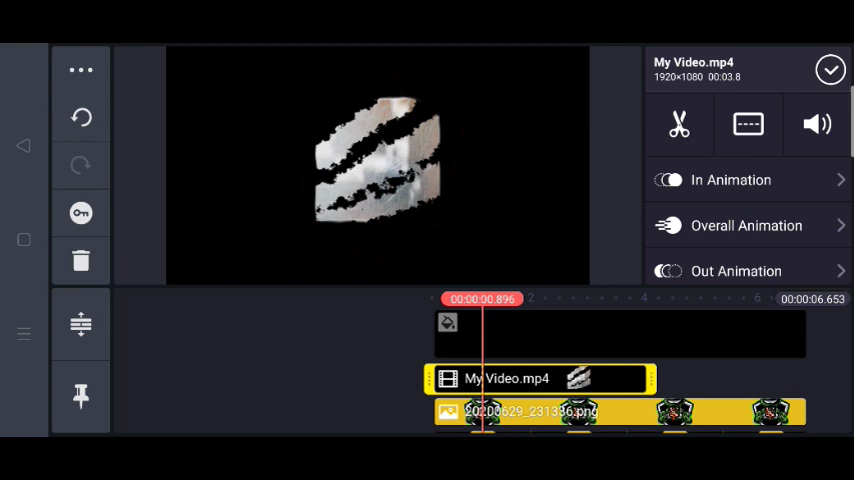 My Video.mp4
1920×1080 00:03.8
In Animation
Overall Animation
Out Animation
00:00:00.896
2
4
6
00:00:06.653
My Video.mp4
20200629_231336.png